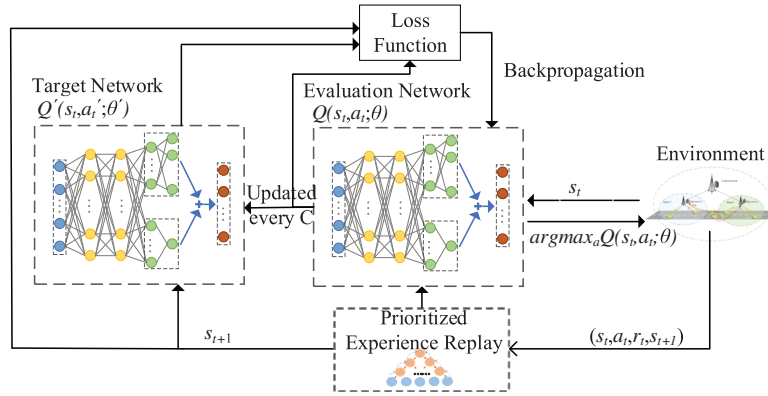 Loss
Function
Backpropagation
Target Network
Q´(sₜ,aₜ´;θ´)
Evaluation Network
Q(sₜ,aₜ;θ)
Environment
Updated
every C
sₜ
argmaxₐQ(sₜ,aₜ;θ)
Prioritized
Experience Replay
sₜ₊₁
(sₜ,aₜ,rₜ,sₜ₊₁)